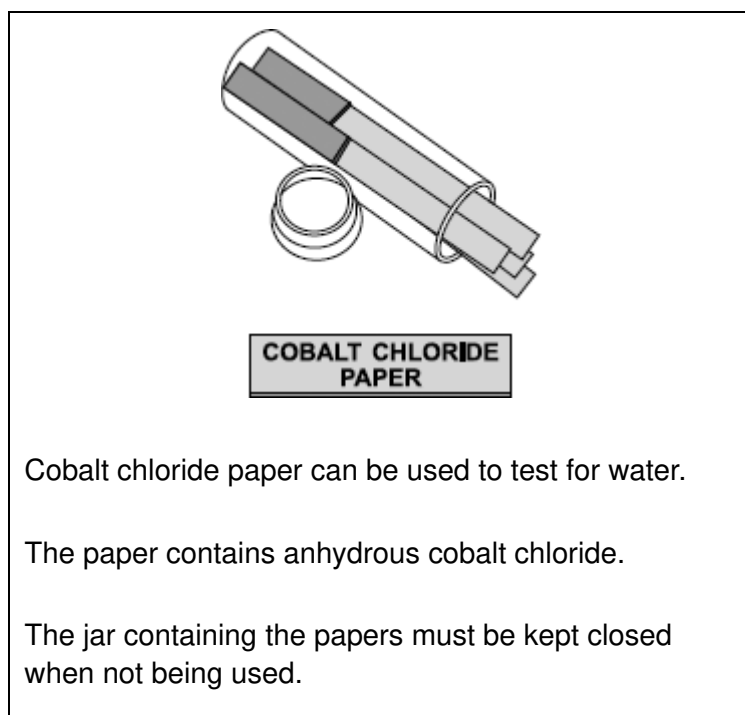 COBALT CHLORIDE
PAPER
Cobalt chloride paper can be used to test for water.
The paper contains anhydrous cobalt chloride.
The jar containing the papers must be kept closed
when not being used.